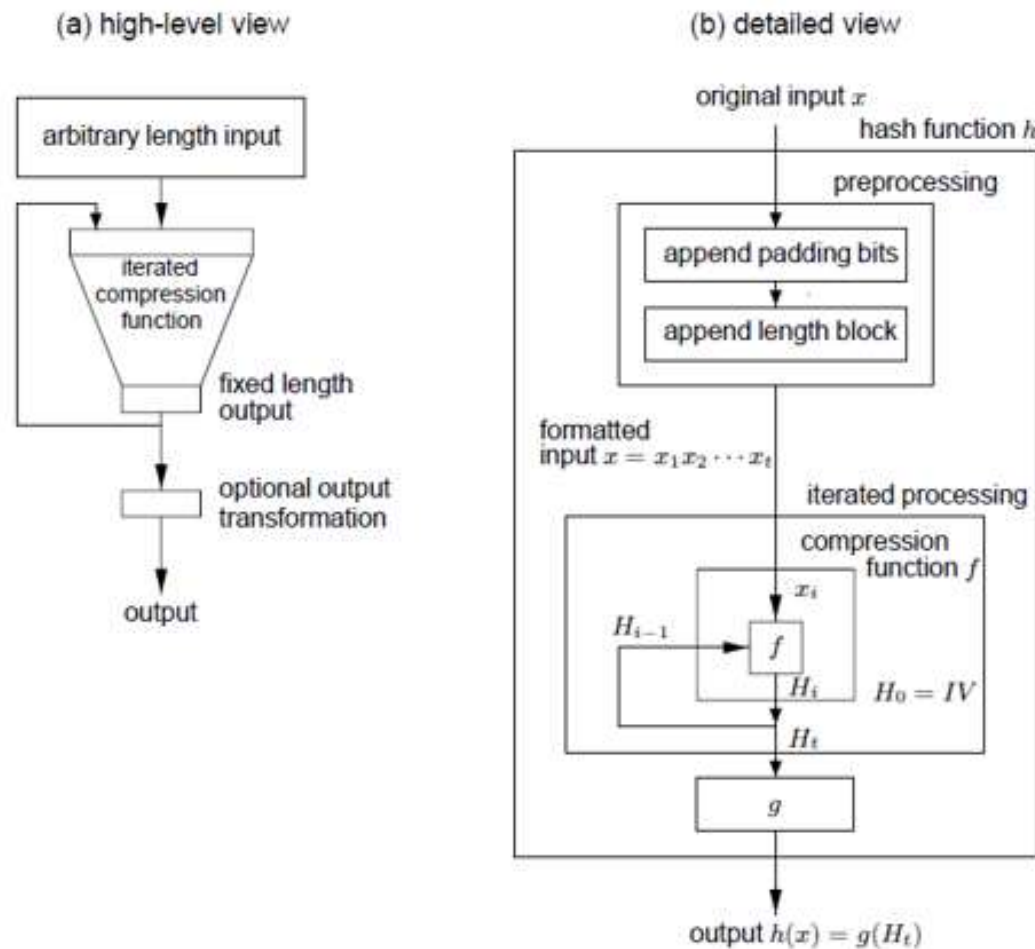 (a) high-level view
arbitrary length input
iterated
compression
function
fixed length
output
optional output
transformation
output
(b) detailed view
original input x
hash function h
preprocessing
append padding bits
append length block
formatted
input x = x₁x₂ ⋯ xₜ
iterated processing
compression
function f
xᵢ
Hᵢ₋₁
f
Hᵢ
H₀ = IV
Hₜ
g
output h(x) = g(Hₜ)